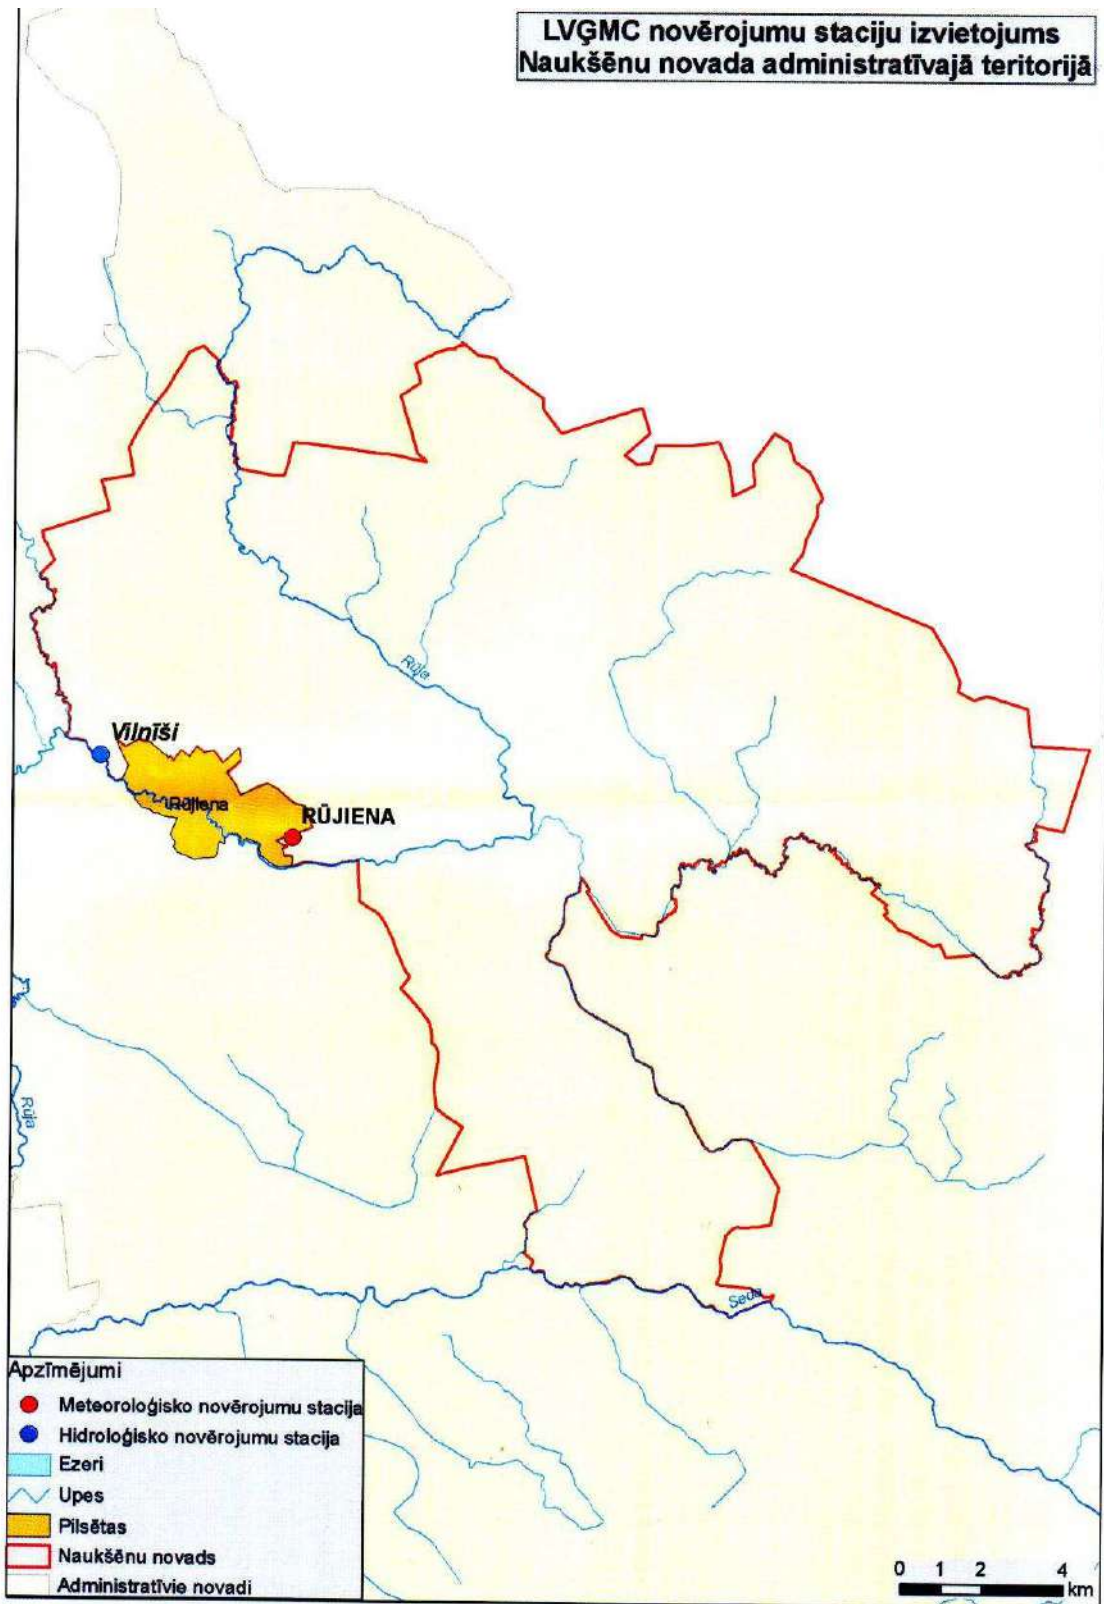 LVĢMC novērojumu staciju izvietojums
Naukšēnu novada administratīvajā teritorijā
Rūja
Vilnīši
Rūjiena
RŪJIENA
Rūja
Seda
Apzīmējumi
Meteoroloģisko novērojumu stacija
Hidroloģisko novērojumu stacija
Ezeri
Upes
Pilsētas
Naukšēnu novads
Administratīvie novadi
0 1 2 4
km